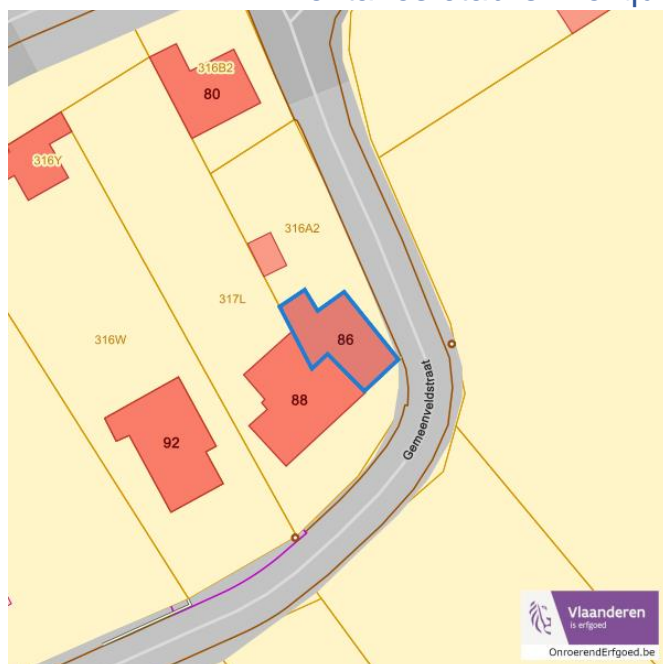 316B2
80
316Y
316A2
317L
86
316W
88
92
Gemeenveldstraat
Vlaanderen
is erfgoed
OnroerendErfgoed.be